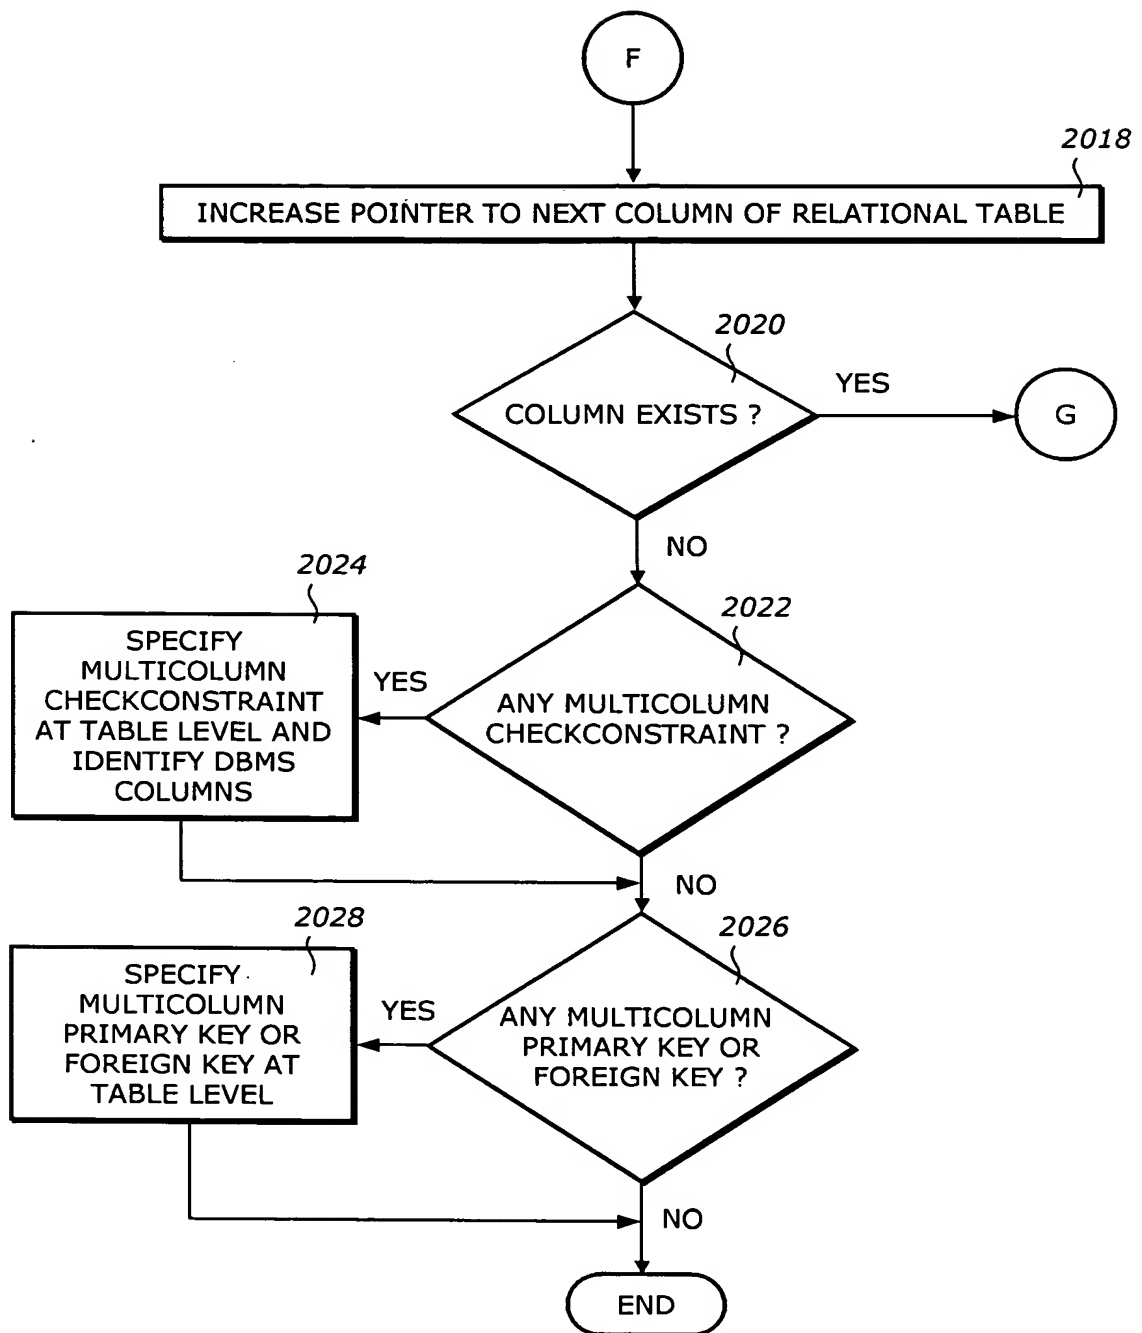 F
2018
INCREASE POINTER TO NEXT COLUMN OF RELATIONAL TABLE
2020
COLUMN EXISTS ?
YES
G
NO
2024
SPECIFY
MULTICOLUMN
CHECKCONSTRAINT
AT TABLE LEVEL AND
IDENTIFY DBMS
COLUMNS
YES
2022
ANY MULTICOLUMN
CHECKCONSTRAINT ?
NO
2028
SPECIFY
MULTICOLUMN
PRIMARY KEY OR
FOREIGN KEY AT
TABLE LEVEL
YES
2026
ANY MULTICOLUMN
PRIMARY KEY OR
FOREIGN KEY ?
NO
END